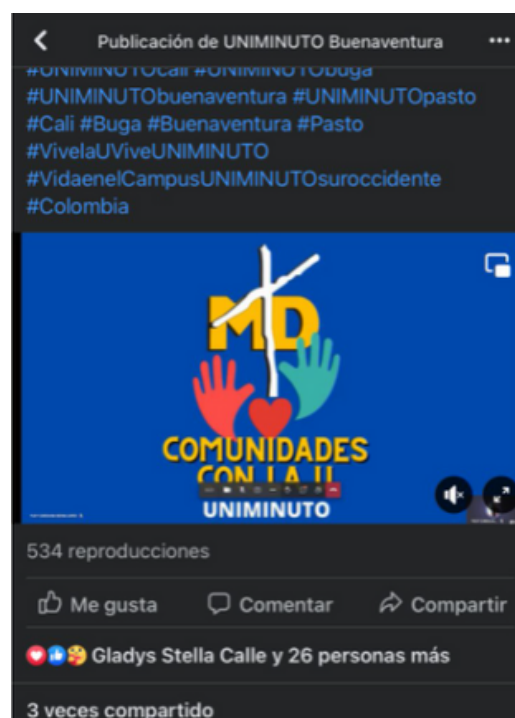 Publicación de UNIMINUTO Buenaventura
#UNIMINUTOcali #UNIMINUTObuga
#UNIMINUTObuenaventura #UNIMINUTOpasto
#Cali #Buga #Buenaventura #Pasto
#VivelaUViveUNIMINUTO
#VidaenelCampusUNIMINUTOsuroccidente
#Colombia
MD
COMUNIDADES
CON LA U
UNIMINUTO
534 reproducciones
Me gusta Comentar Compartir
Gladys Stella Calle y 26 personas más
3 veces compartido